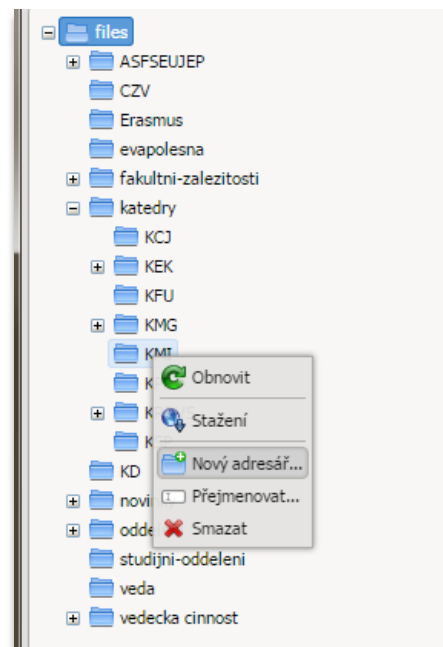 files
ASFSEUJEP
CZV
Erasmus
evapolesna
fakultni-zalezitosti
katedry
KCJ
KEK
KFU
KMG
KMI
Obnovit
Stažení
Nový adresář...
KD
Přejmenovat...
Smazat
studijni-oddeleni
veda
vedecka cinnost